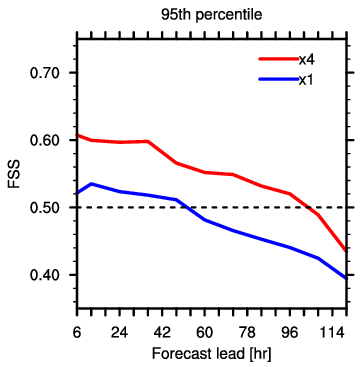 95th percentile
x4
x1
FSS
0.70
0.60
0.50
0.40
6 24 42 60 78 96 114
Forecast lead [hr]